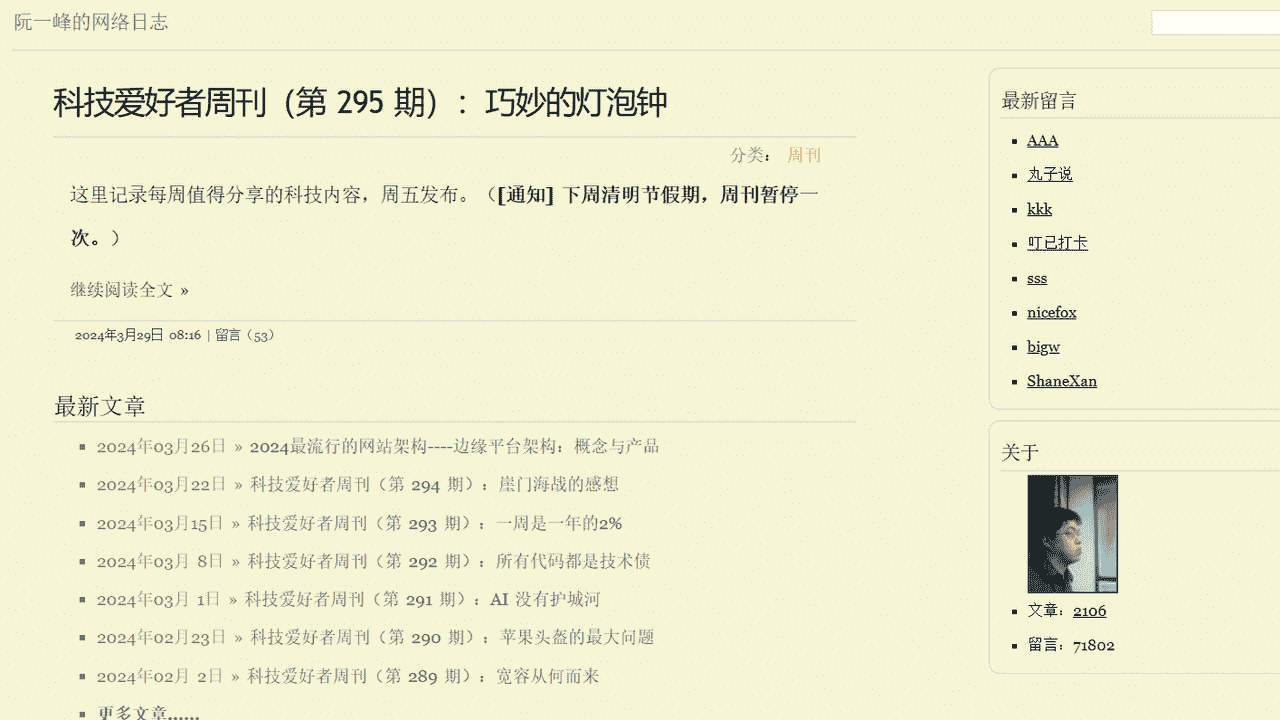 阮一峰的网络日志
科技爱好者周刊（第 295 期）：巧妙的灯泡钟
分类： 周刊
这里记录每周值得分享的科技内容，周五发布。（[通知] 下周清明节假期，周刊暂停一
次。）
继续阅读全文 »
2024年3月29日 08:16 | 留言（53）
最新文章
2024年03月26日 » 2024最流行的网站架构----边缘平台架构：概念与产品
2024年03月22日 » 科技爱好者周刊（第 294 期）：崖门海战的感想
2024年03月15日 » 科技爱好者周刊（第 293 期）：一周是一年的2%
2024年03月 8日 » 科技爱好者周刊（第 292 期）：所有代码都是技术债
2024年03月 1日 » 科技爱好者周刊（第 291 期）：AI 没有护城河
2024年02月23日 » 科技爱好者周刊（第 290 期）：苹果头盔的最大问题
2024年02月 2日 » 科技爱好者周刊（第 289 期）：宽容从何而来
更多文章……
最新留言
AAA
丸子说
kkk
叮已打卡
sss
nicefox
bigw
ShaneXan
关于
文章：2106
留言：71802